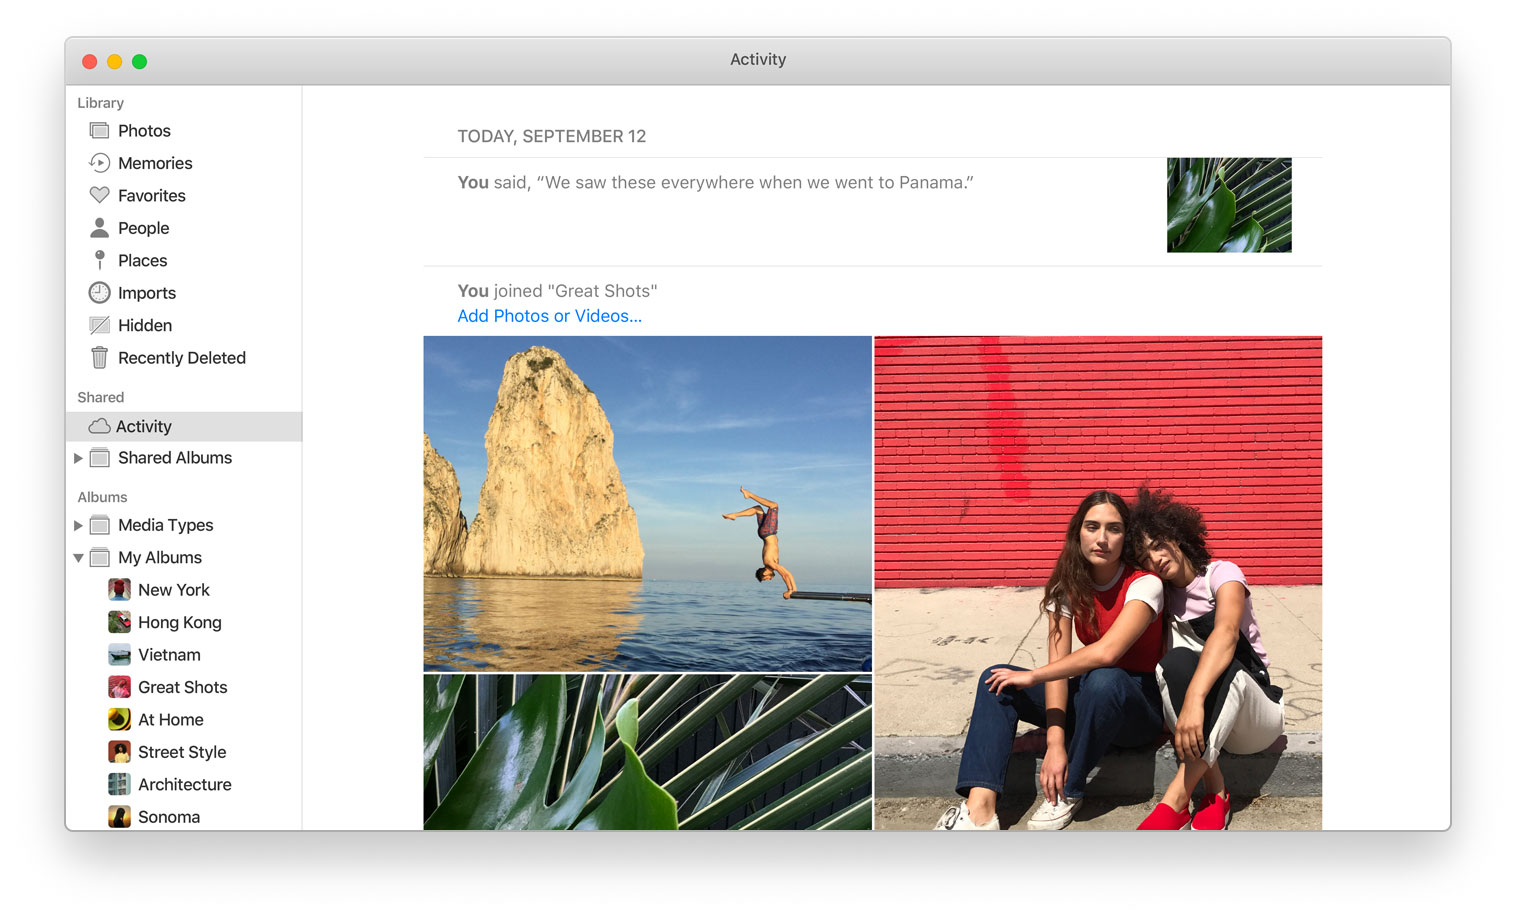 Activity
Library
Photos
Memories
Favorites
People
Places
Imports
Hidden
Recently Deleted
Shared
Activity
Shared Albums
Albums
Media Types
My Albums
New York
Hong Kong
Vietnam
Great Shots
At Home
Street Style
Architecture
Sonoma
TODAY, SEPTEMBER 12
You said, “We saw these everywhere when we went to Panama.”
You joined "Great Shots"
Add Photos or Videos...